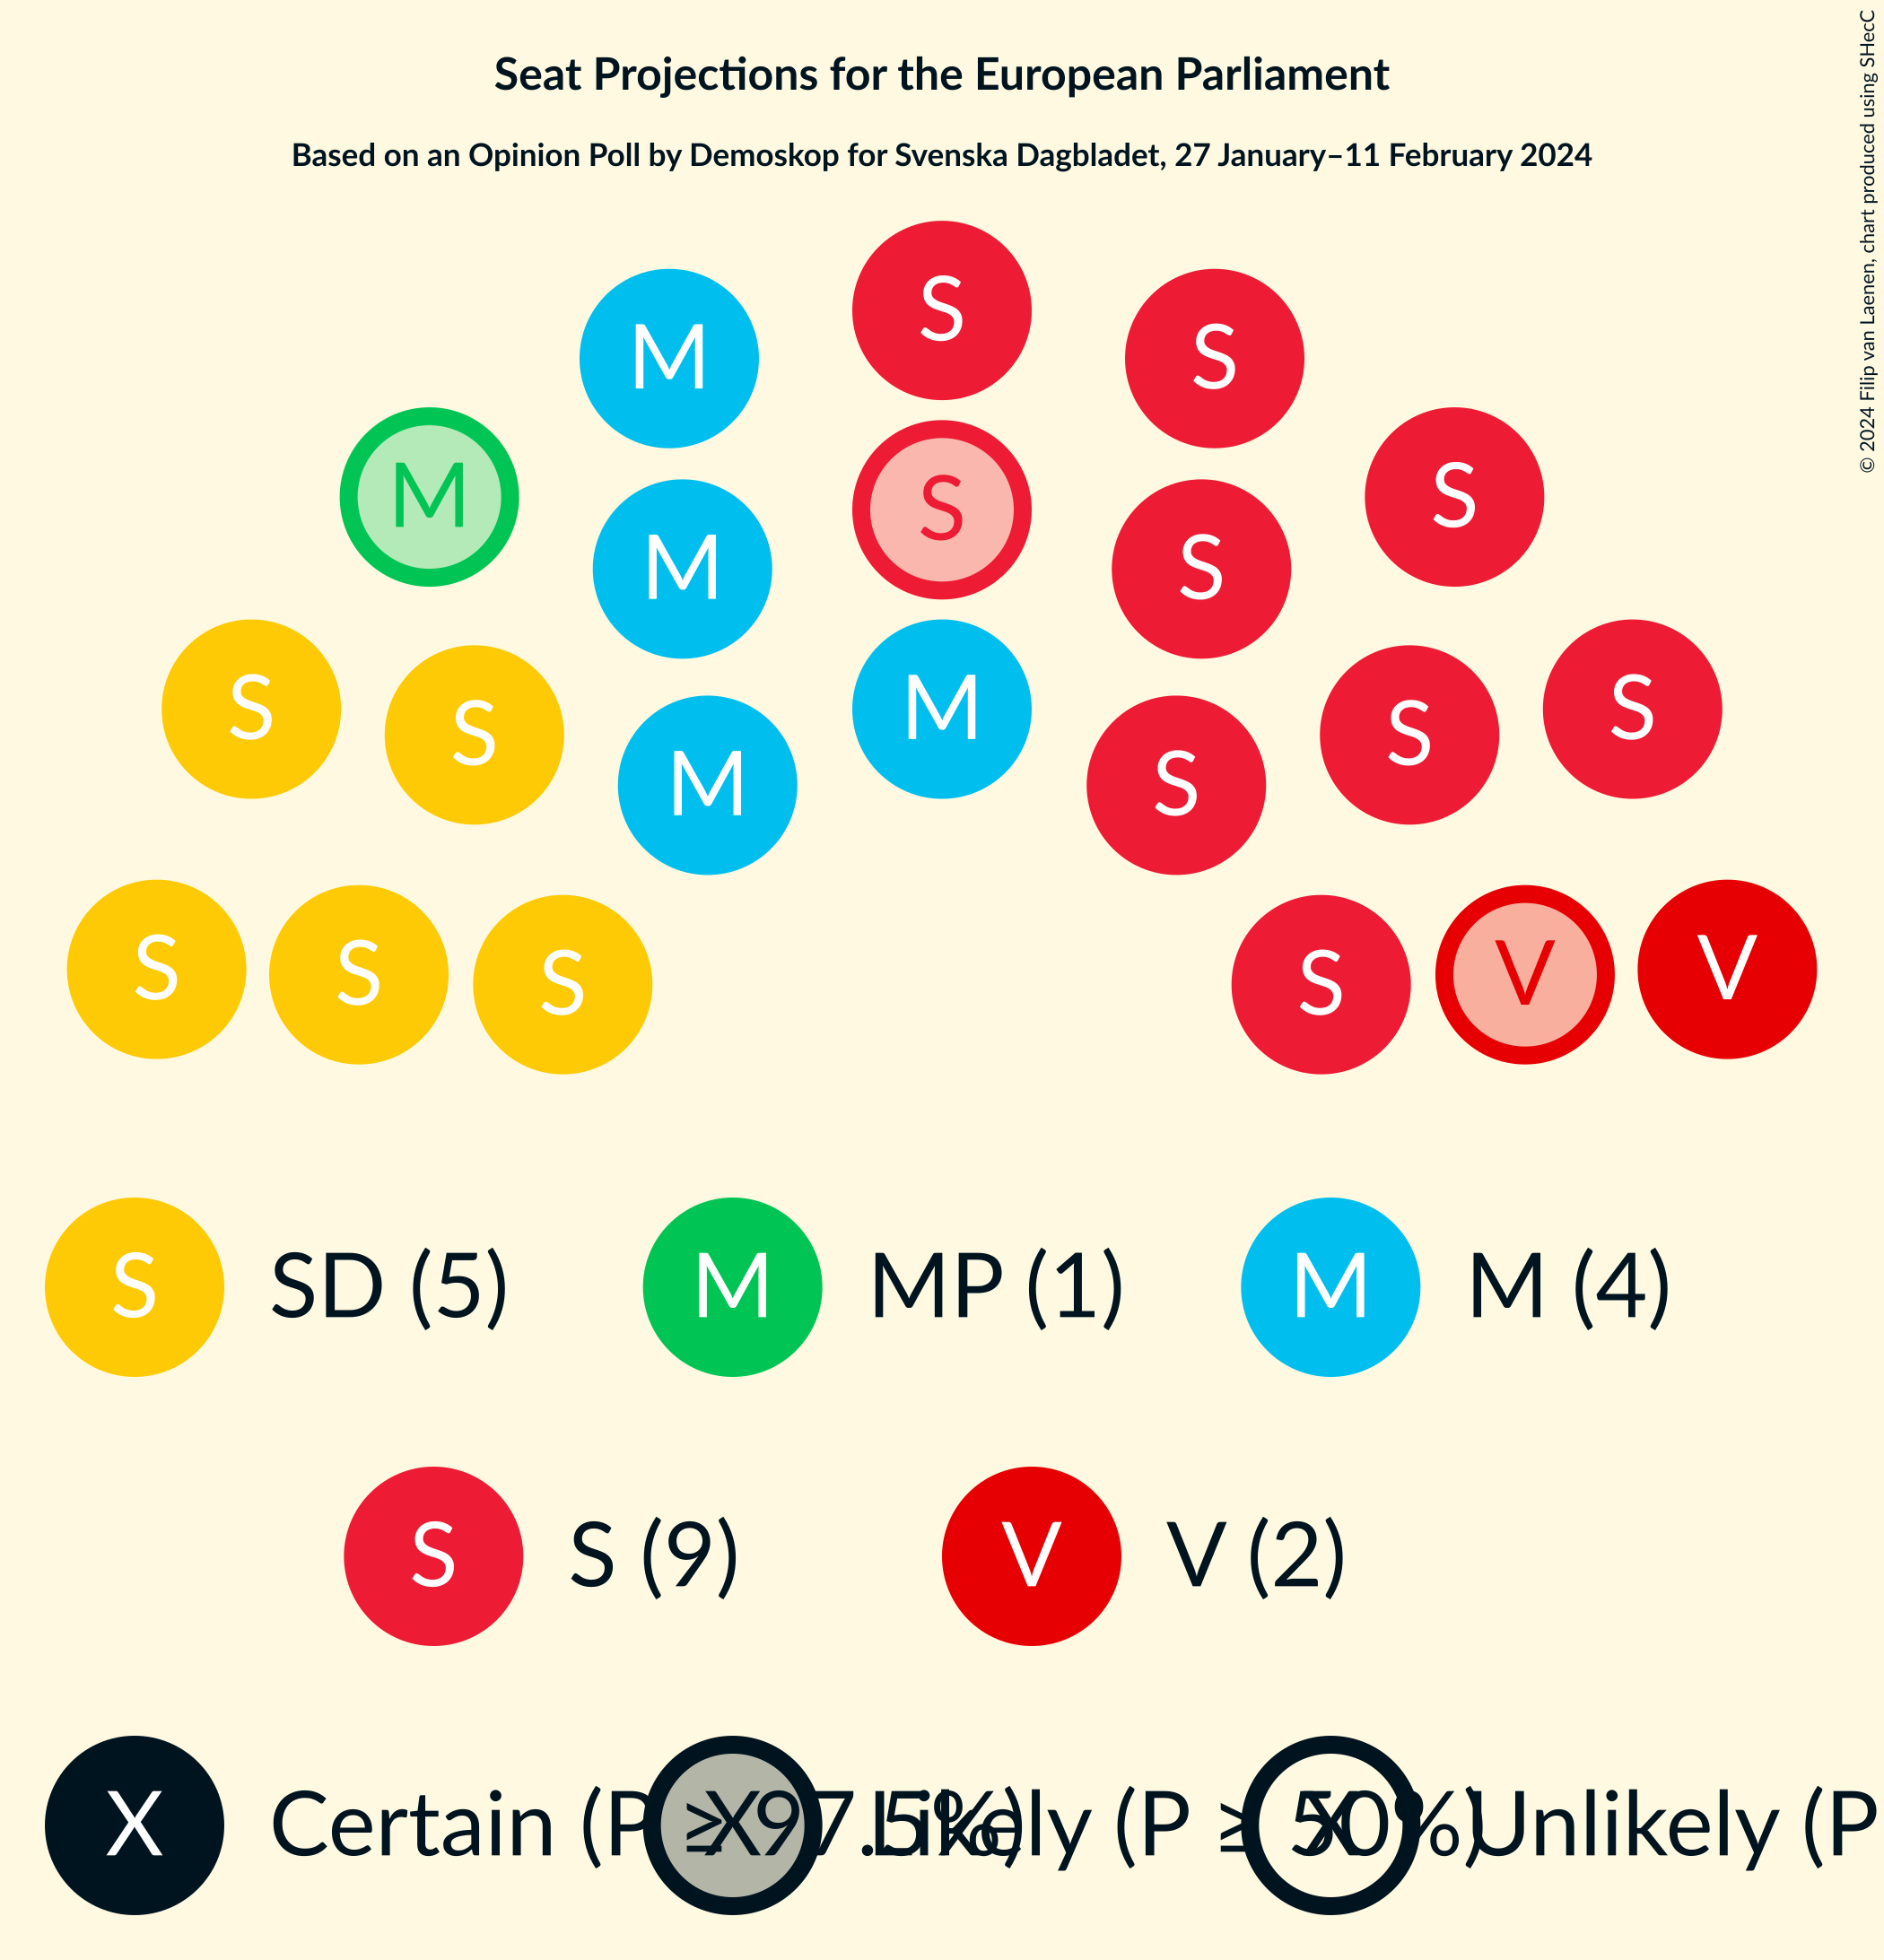 Seat Projections for the European Parliament
Based on an Opinion Poll by Demoskop for Svenska Dagbladet, 27 January–11 February 2024
© 2024 Filip van Laenen, chart produced using SHecC
S
M S
M S S
M S
S M S
S M S S
M S
S S S S V V
S SD (5) M MP (1) M M (4)
S S (9) V V (2)
X Certain (P ≥ 97.5%) X Likely (P ≥ 50%) X Unlikely (P